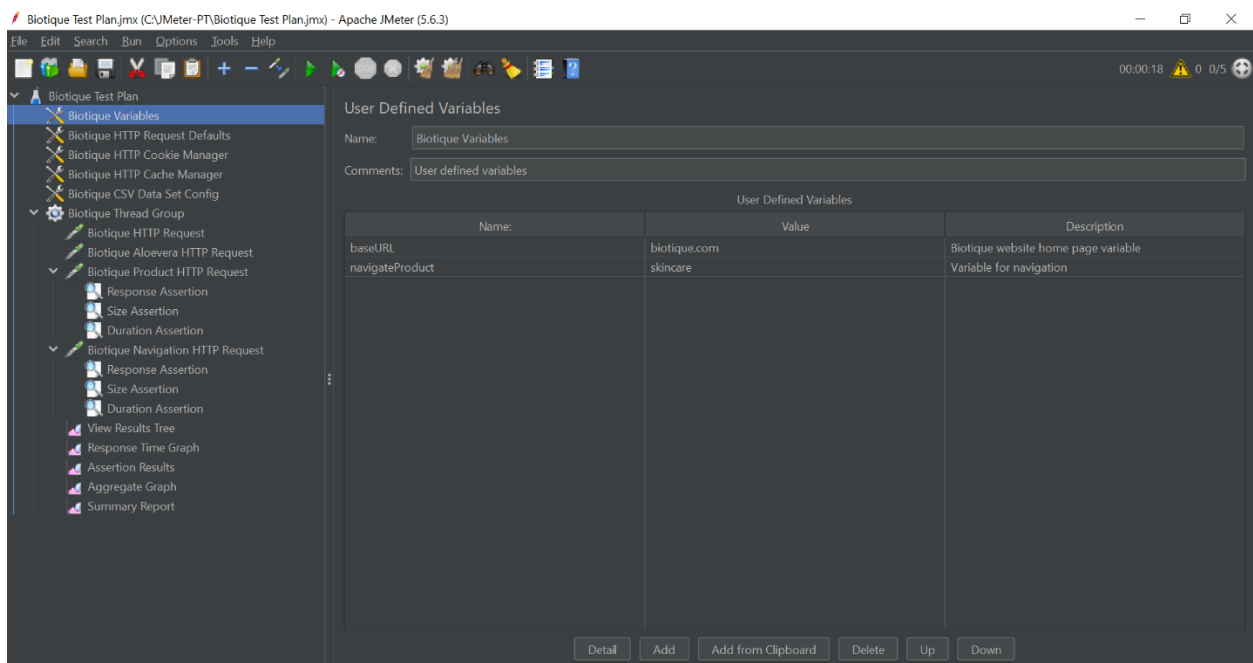 Biotique Test Plan.jmx (C:\JMeter-PT\Biotique Test Plan.jmx) - Apache JMeter (5.6.3)
File Edit Search Run Options Tools Help
00:00:18 0 0/5
Biotique Test Plan
Biotique Variables
Biotique HTTP Request Defaults
Biotique HTTP Cookie Manager
Biotique HTTP Cache Manager
Biotique CSV Data Set Config
Biotique Thread Group
Biotique HTTP Request
Biotique Aloevera HTTP Request
Biotique Product HTTP Request
Response Assertion
Size Assertion
Duration Assertion
Biotique Navigation HTTP Request
Response Assertion
Size Assertion
Duration Assertion
View Results Tree
Response Time Graph
Assertion Results
Aggregate Graph
Summary Report
User Defined Variables
Name: Biotique Variables
Comments: User defined variables
User Defined Variables
Name: Value Description
baseURL biotique.com Biotique website home page variable
navigateProduct skincare Variable for navigation
Detail Add Add from Clipboard Delete Up Down